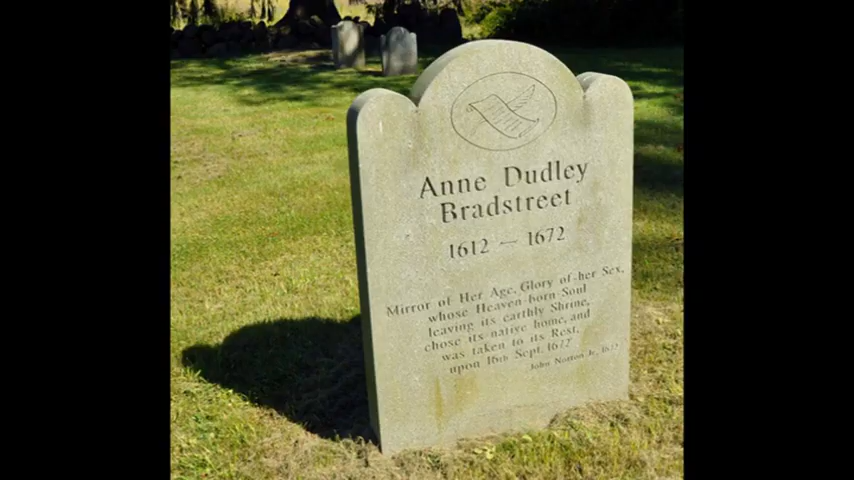 Anne Dudley
Bradstreet
1612 — 1672
Mirror of Her Age, Glory of her Sex,
whose Heaven born Soul
leaving its earthly Shrine,
chose its native home, and
was taken to its Rest,
upon 16th Sept. 1672
John Norton Jr., 1672